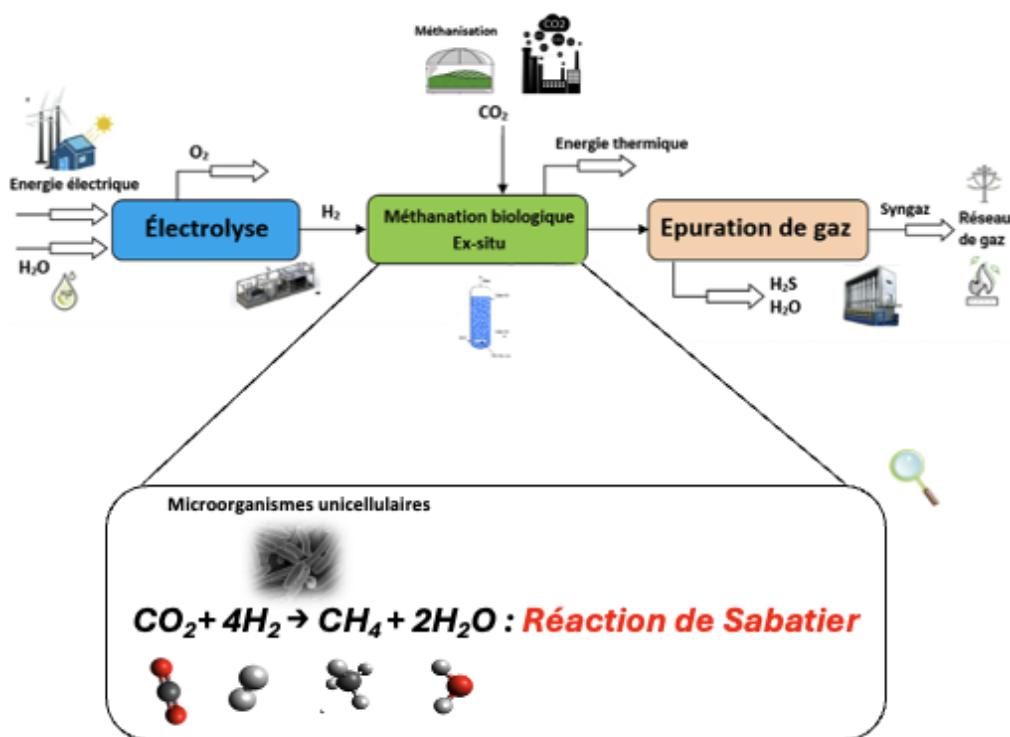 Méthanisation
CO2
CO₂
Energie thermique
O₂
Energie électrique
Électrolyse
H₂
Méthanation biologique
Ex-situ
Epuration de gaz
Syngaz
Réseau
de gaz
H₂O
H₂S
H₂O
Microorganismes unicellulaires
CO₂+ 4H₂→ CH₄ + 2H₂O : Réaction de Sabatier